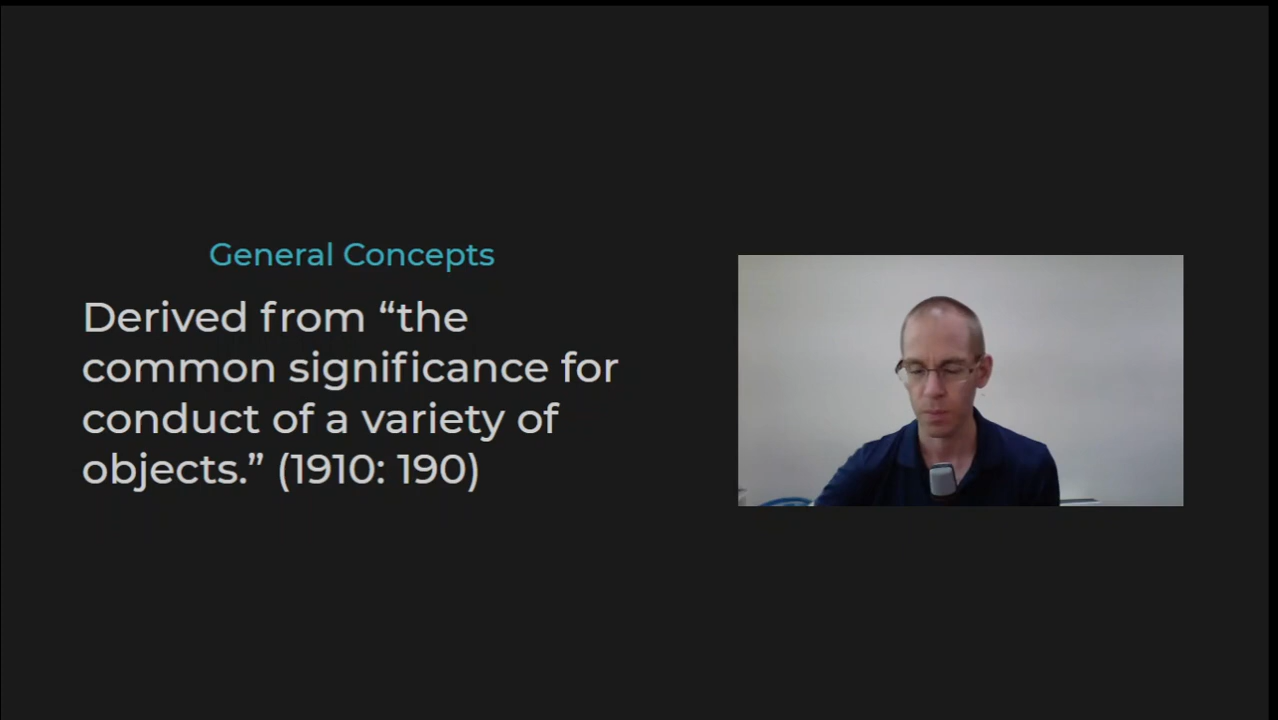 General Concepts
Derived from “the
common significance for
conduct of a variety of
objects.” (1910: 190)